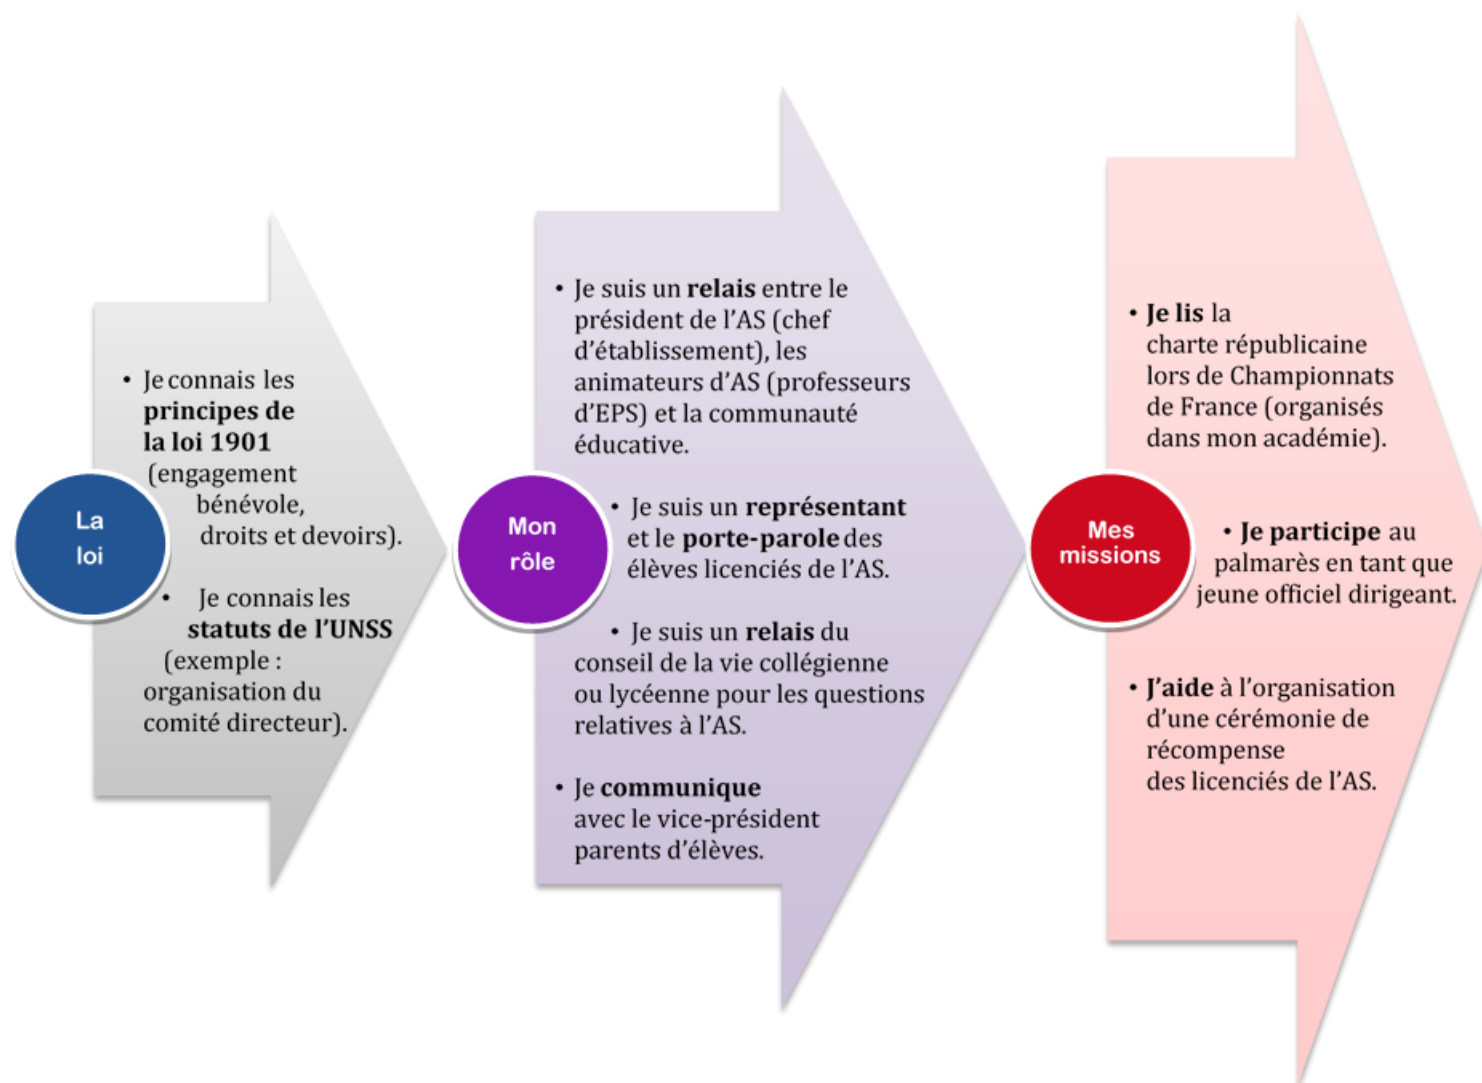 La
loi
• Je connais les
principes de
la loi 1901
(engagement
bénévole,
droits et devoirs).
• Je connais les
statuts de l’UNSS
(exemple :
organisation du
comité directeur).
Mon
rôle
• Je suis un relais entre le
président de l’AS (chef
d’établissement), les
animateurs d’AS (professeurs
d’EPS) et la communauté
éducative.
• Je suis un représentant
et le porte-parole des
élèves licenciés de l’AS.
• Je suis un relais du
conseil de la vie collégienne
ou lycéenne pour les questions
relatives à l’AS.
• Je communique
avec le vice-président
parents d’élèves.
Mes
missions
• Je lis la
charte républicaine
lors de Championnats
de France (organisés
dans mon académie).
• Je participe au
palmarès en tant que
jeune officiel dirigeant.
• J’aide à l’organisation
d’une cérémonie de
récompense
des licenciés de l’AS.